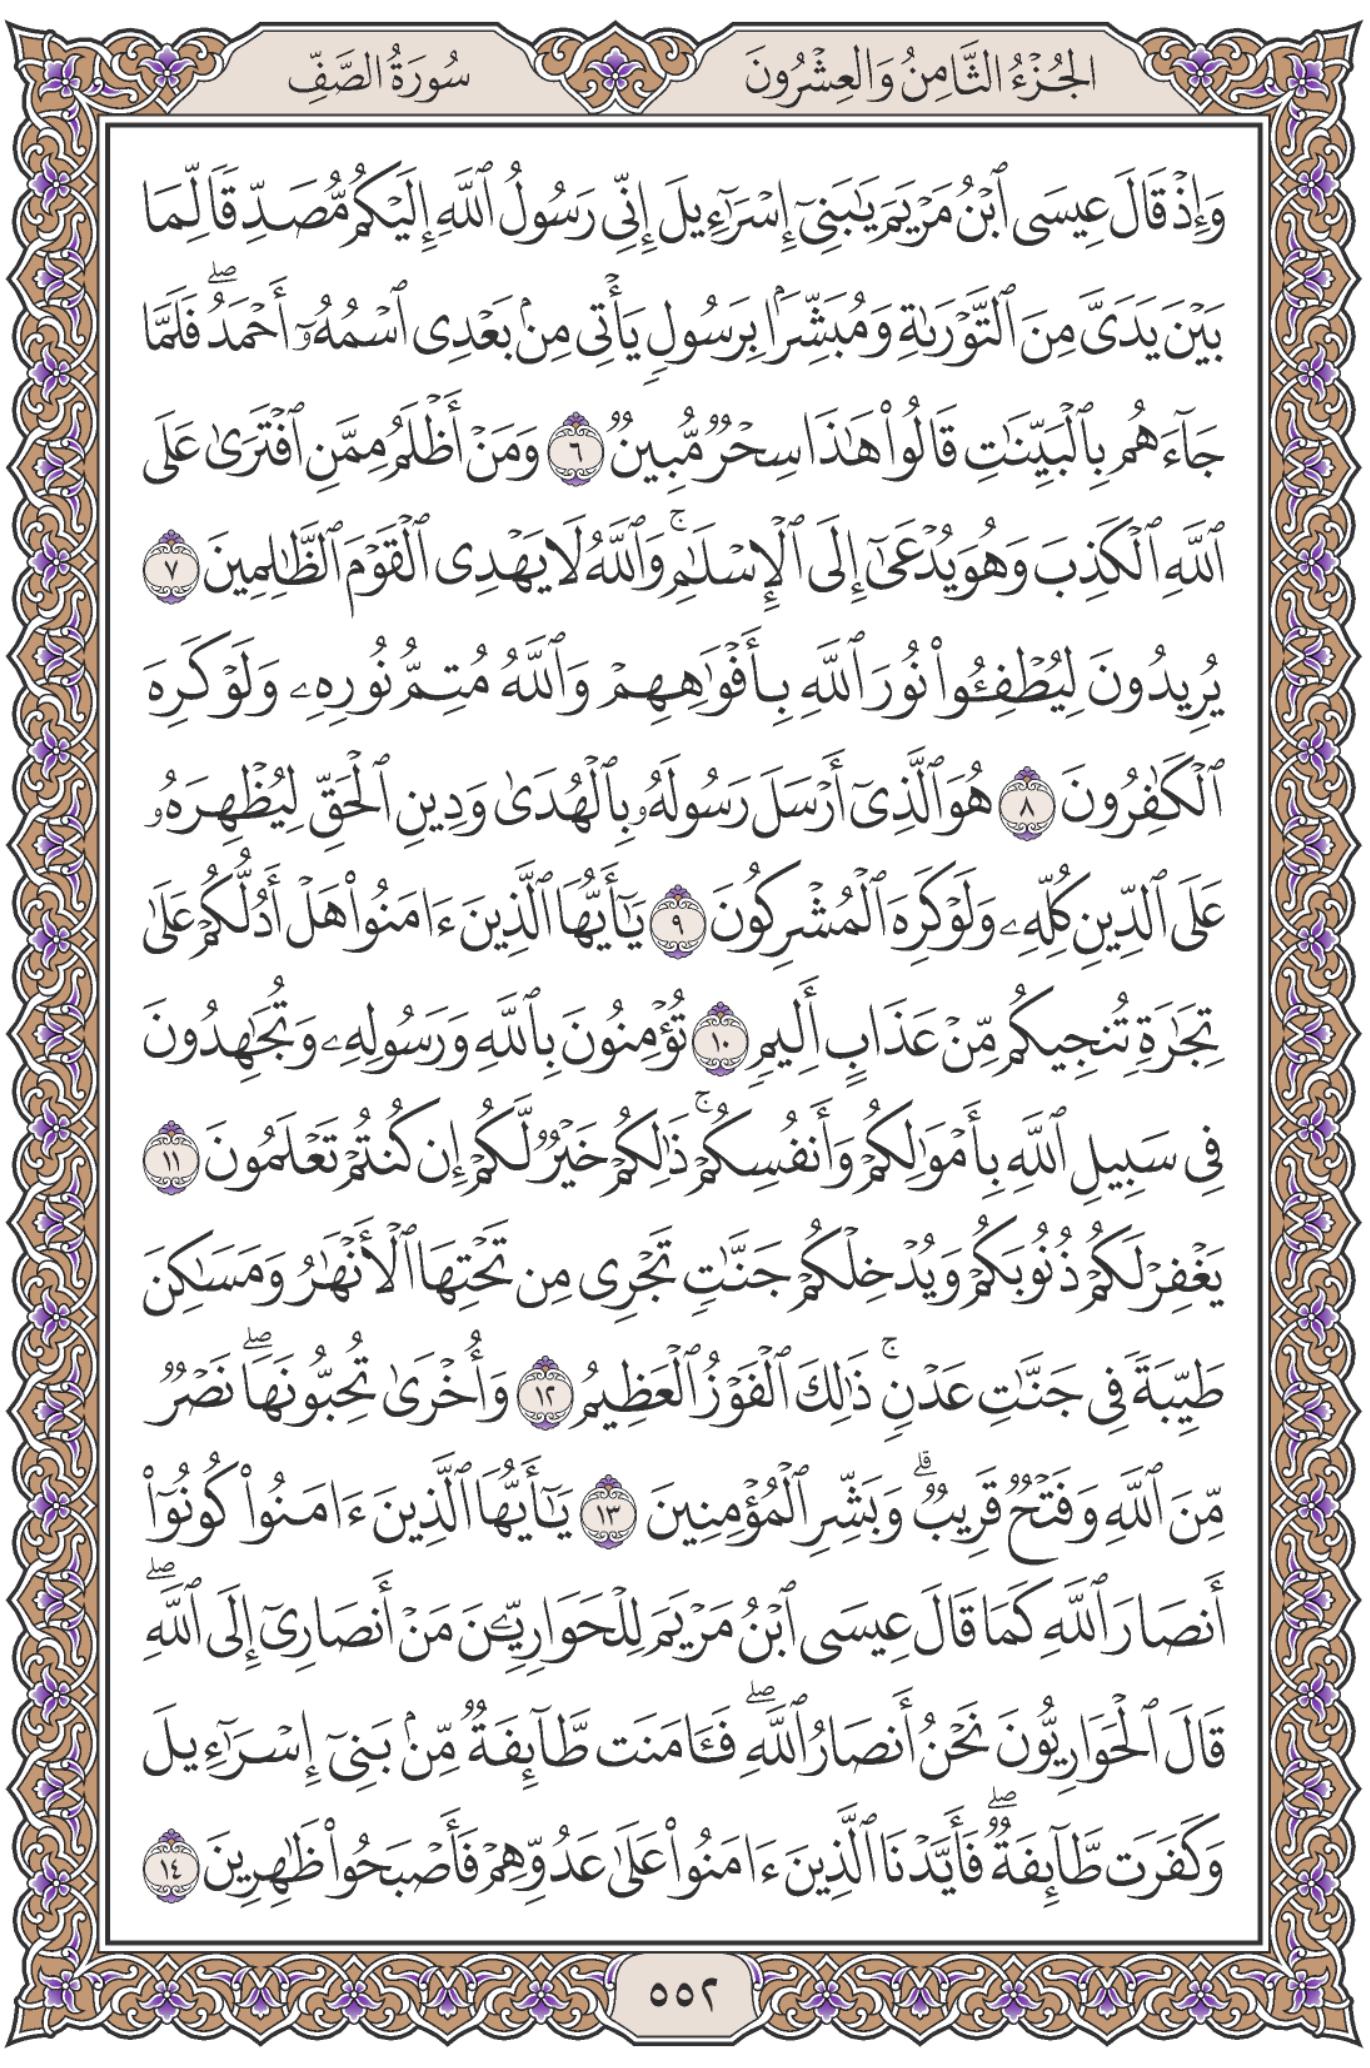 الجُزْءُ الثَّامِنُ وَالعِشْرُونَ
سُورَةُ الصَّفِّ
وَإِذْ قَالَ عِيسَى ٱبْنُ مَرْيَمَ يَٰبَنِىٓ إِسْرَٰٓءِيلَ إِنِّى رَسُولُ ٱللَّهِ إِلَيْكُم مُّصَدِّقًا لِّمَا
بَيْنَ يَدَىَّ مِنَ ٱلتَّوْرَىٰةِ وَمُبَشِّرًۢا بِرَسُولٍ يَأْتِى مِنۢ بَعْدِى ٱسْمُهُۥٓ أَحْمَدُ ۖ فَلَمَّا
جَآءَهُم بِٱلْبَيِّنَٰتِ قَالُوا۟ هَٰذَا سِحْرٌ مُّبِينٌ ٦ وَمَنْ أَظْلَمُ مِمَّنِ ٱفْتَرَىٰ عَلَى
ٱللَّهِ ٱلْكَذِبَ وَهُوَ يُدْعَىٰٓ إِلَى ٱلْإِسْلَٰمِ ۚ وَٱللَّهُ لَا يَهْدِى ٱلْقَوْمَ ٱلظَّٰلِمِينَ ٧
يُرِيدُونَ لِيُطْفِـُٔوا۟ نُورَ ٱللَّهِ بِأَفْوَٰهِهِمْ وَٱللَّهُ مُتِمُّ نُورِهِۦ وَلَوْ كَرِهَ
ٱلْكَٰفِرُونَ ٨ هُوَ ٱلَّذِىٓ أَرْسَلَ رَسُولَهُۥ بِٱلْهُدَىٰ وَدِينِ ٱلْحَقِّ لِيُظْهِرَهُۥ
عَلَى ٱلدِّينِ كُلِّهِۦ وَلَوْ كَرِهَ ٱلْمُشْرِكُونَ ٩ يَٰٓأَيُّهَا ٱلَّذِينَ ءَامَنُوا۟ هَلْ أَدُلُّكُمْ عَلَىٰ
تِجَٰرَةٍ تُنجِيكُم مِّنْ عَذَابٍ أَلِيمٍ ١٠ تُؤْمِنُونَ بِٱللَّهِ وَرَسُولِهِۦ وَتُجَٰهِدُونَ
فِى سَبِيلِ ٱللَّهِ بِأَمْوَٰلِكُمْ وَأَنفُسِكُمْ ۚ ذَٰلِكُمْ خَيْرٌ لَّكُمْ إِن كُنتُمْ تَعْلَمُونَ ١١
يَغْفِرْ لَكُمْ ذُنُوبَكُمْ وَيُدْخِلْكُمْ جَنَّٰتٍ تَجْرِى مِن تَحْتِهَا ٱلْأَنْهَٰرُ وَمَسَٰكِنَ
طَيِّبَةً فِى جَنَّٰتِ عَدْنٍ ۚ ذَٰلِكَ ٱلْفَوْزُ ٱلْعَظِيمُ ١٢ وَأُخْرَىٰ تُحِبُّونَهَا ۖ نَصْرٌ
مِّنَ ٱللَّهِ وَفَتْحٌ قَرِيبٌ ۗ وَبَشِّرِ ٱلْمُؤْمِنِينَ ١٣ يَٰٓأَيُّهَا ٱلَّذِينَ ءَامَنُوا۟ كُونُوٓا۟
أَنصَارَ ٱللَّهِ كَمَا قَالَ عِيسَى ٱبْنُ مَرْيَمَ لِلْحَوَارِيِّۦنَ مَنْ أَنصَارِىٓ إِلَى ٱللَّهِ ۖ
قَالَ ٱلْحَوَارِيُّونَ نَحْنُ أَنصَارُ ٱللَّهِ ۖ فَـَٔامَنَت طَّآئِفَةٌ مِّنۢ بَنِىٓ إِسْرَٰٓءِيلَ
وَكَفَرَت طَّآئِفَةٌ ۖ فَأَيَّدْنَا ٱلَّذِينَ ءَامَنُوا۟ عَلَىٰ عَدُوِّهِمْ فَأَصْبَحُوا۟ ظَٰهِرِينَ ١٤
٥٥٢